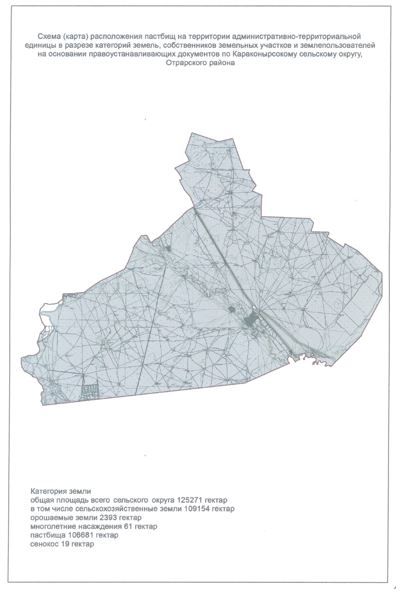 Схема (карта) расположения пастбищ на территории административно-территориальной
единицы в разрезе категорий земель, собственников земельных участков и землепользователей
на основании правоустанавливающих документов по Караконырсскому сельскому округу,
Отрарского района
Категория земли
общая площадь всего сельского округа 125271 гектар
в том числе сельскохозяйственные земли 109154 гектар
орошаемые земли 2393 гектар
многолетние насаждения 61 гектар
пастбища 106681 гектар
сенокос 19 гектар